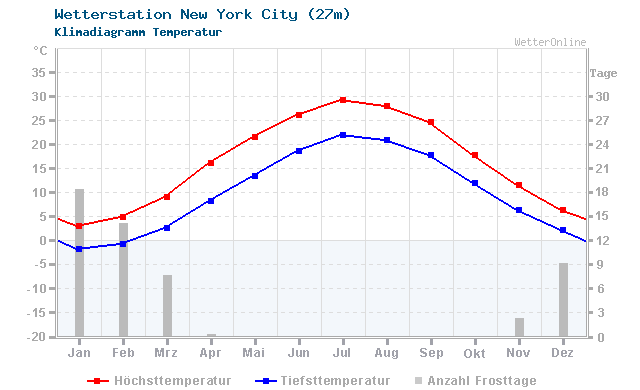 Wetterstation New York City (27m)
Klimadiagramm Temperatur
WetterOnline
°C
Tage
35
30 30
25 27
20 24
15 21
10 18
5 15
0 12
-5 9
-10 6
-15 3
-20 0
Jan Feb Mrz Apr Mai Jun Jul Aug Sep Okt Nov Dez
Höchsttemperatur Tiefsttemperatur Anzahl Frosttage